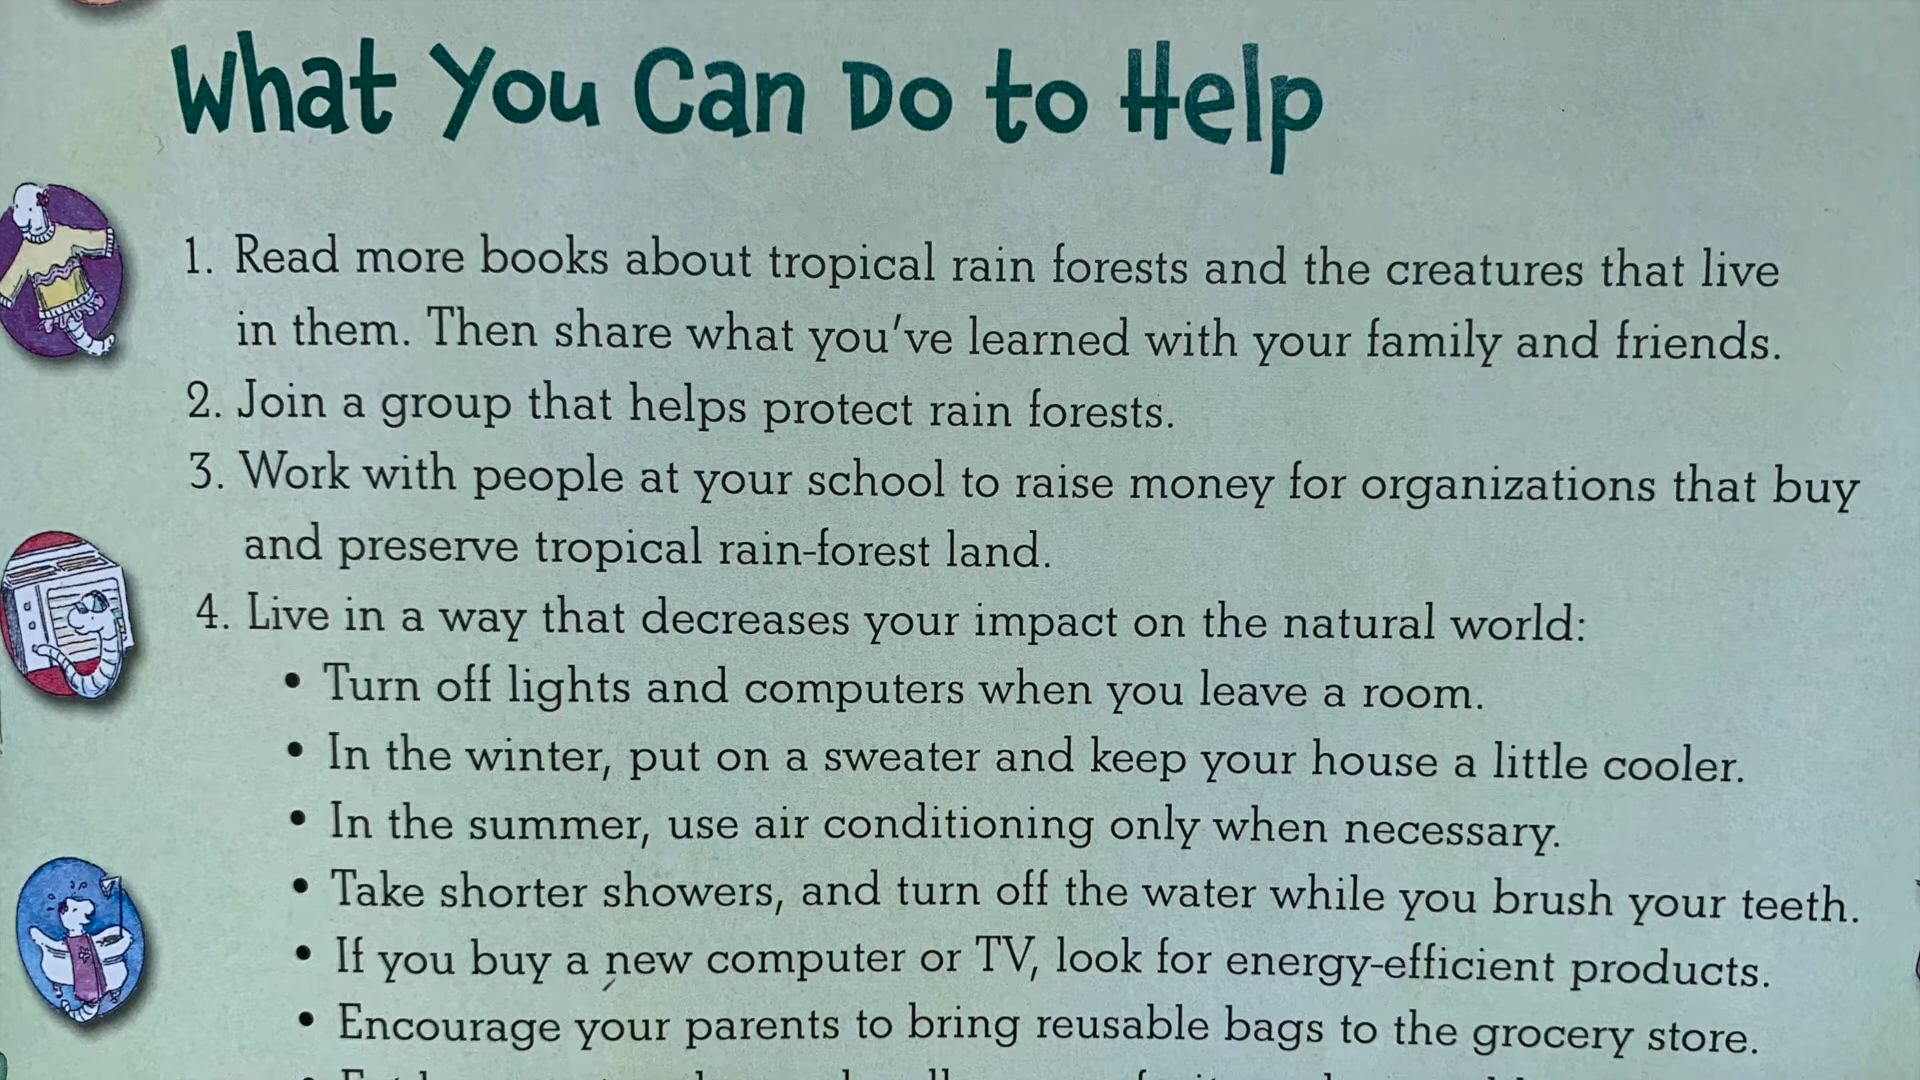 What You Can Do to Help
1. Read more books about tropical rain forests and the creatures that live
in them. Then share what you've learned with your family and friends.
2. Join a group that helps protect rain forests.
3. Work with people at your school to raise money for organizations that buy
and preserve tropical rain-forest land.
4. Live in a way that decreases your impact on the natural world:
• Turn off lights and computers when you leave a room.
• In the winter, put on a sweater and keep your house a little cooler.
• In the summer, use air conditioning only when necessary.
• Take shorter showers, and turn off the water while you brush your teeth.
• If you buy a new computer or TV, look for energy-efficient products.
• Encourage your parents to bring reusable bags to the grocery store.